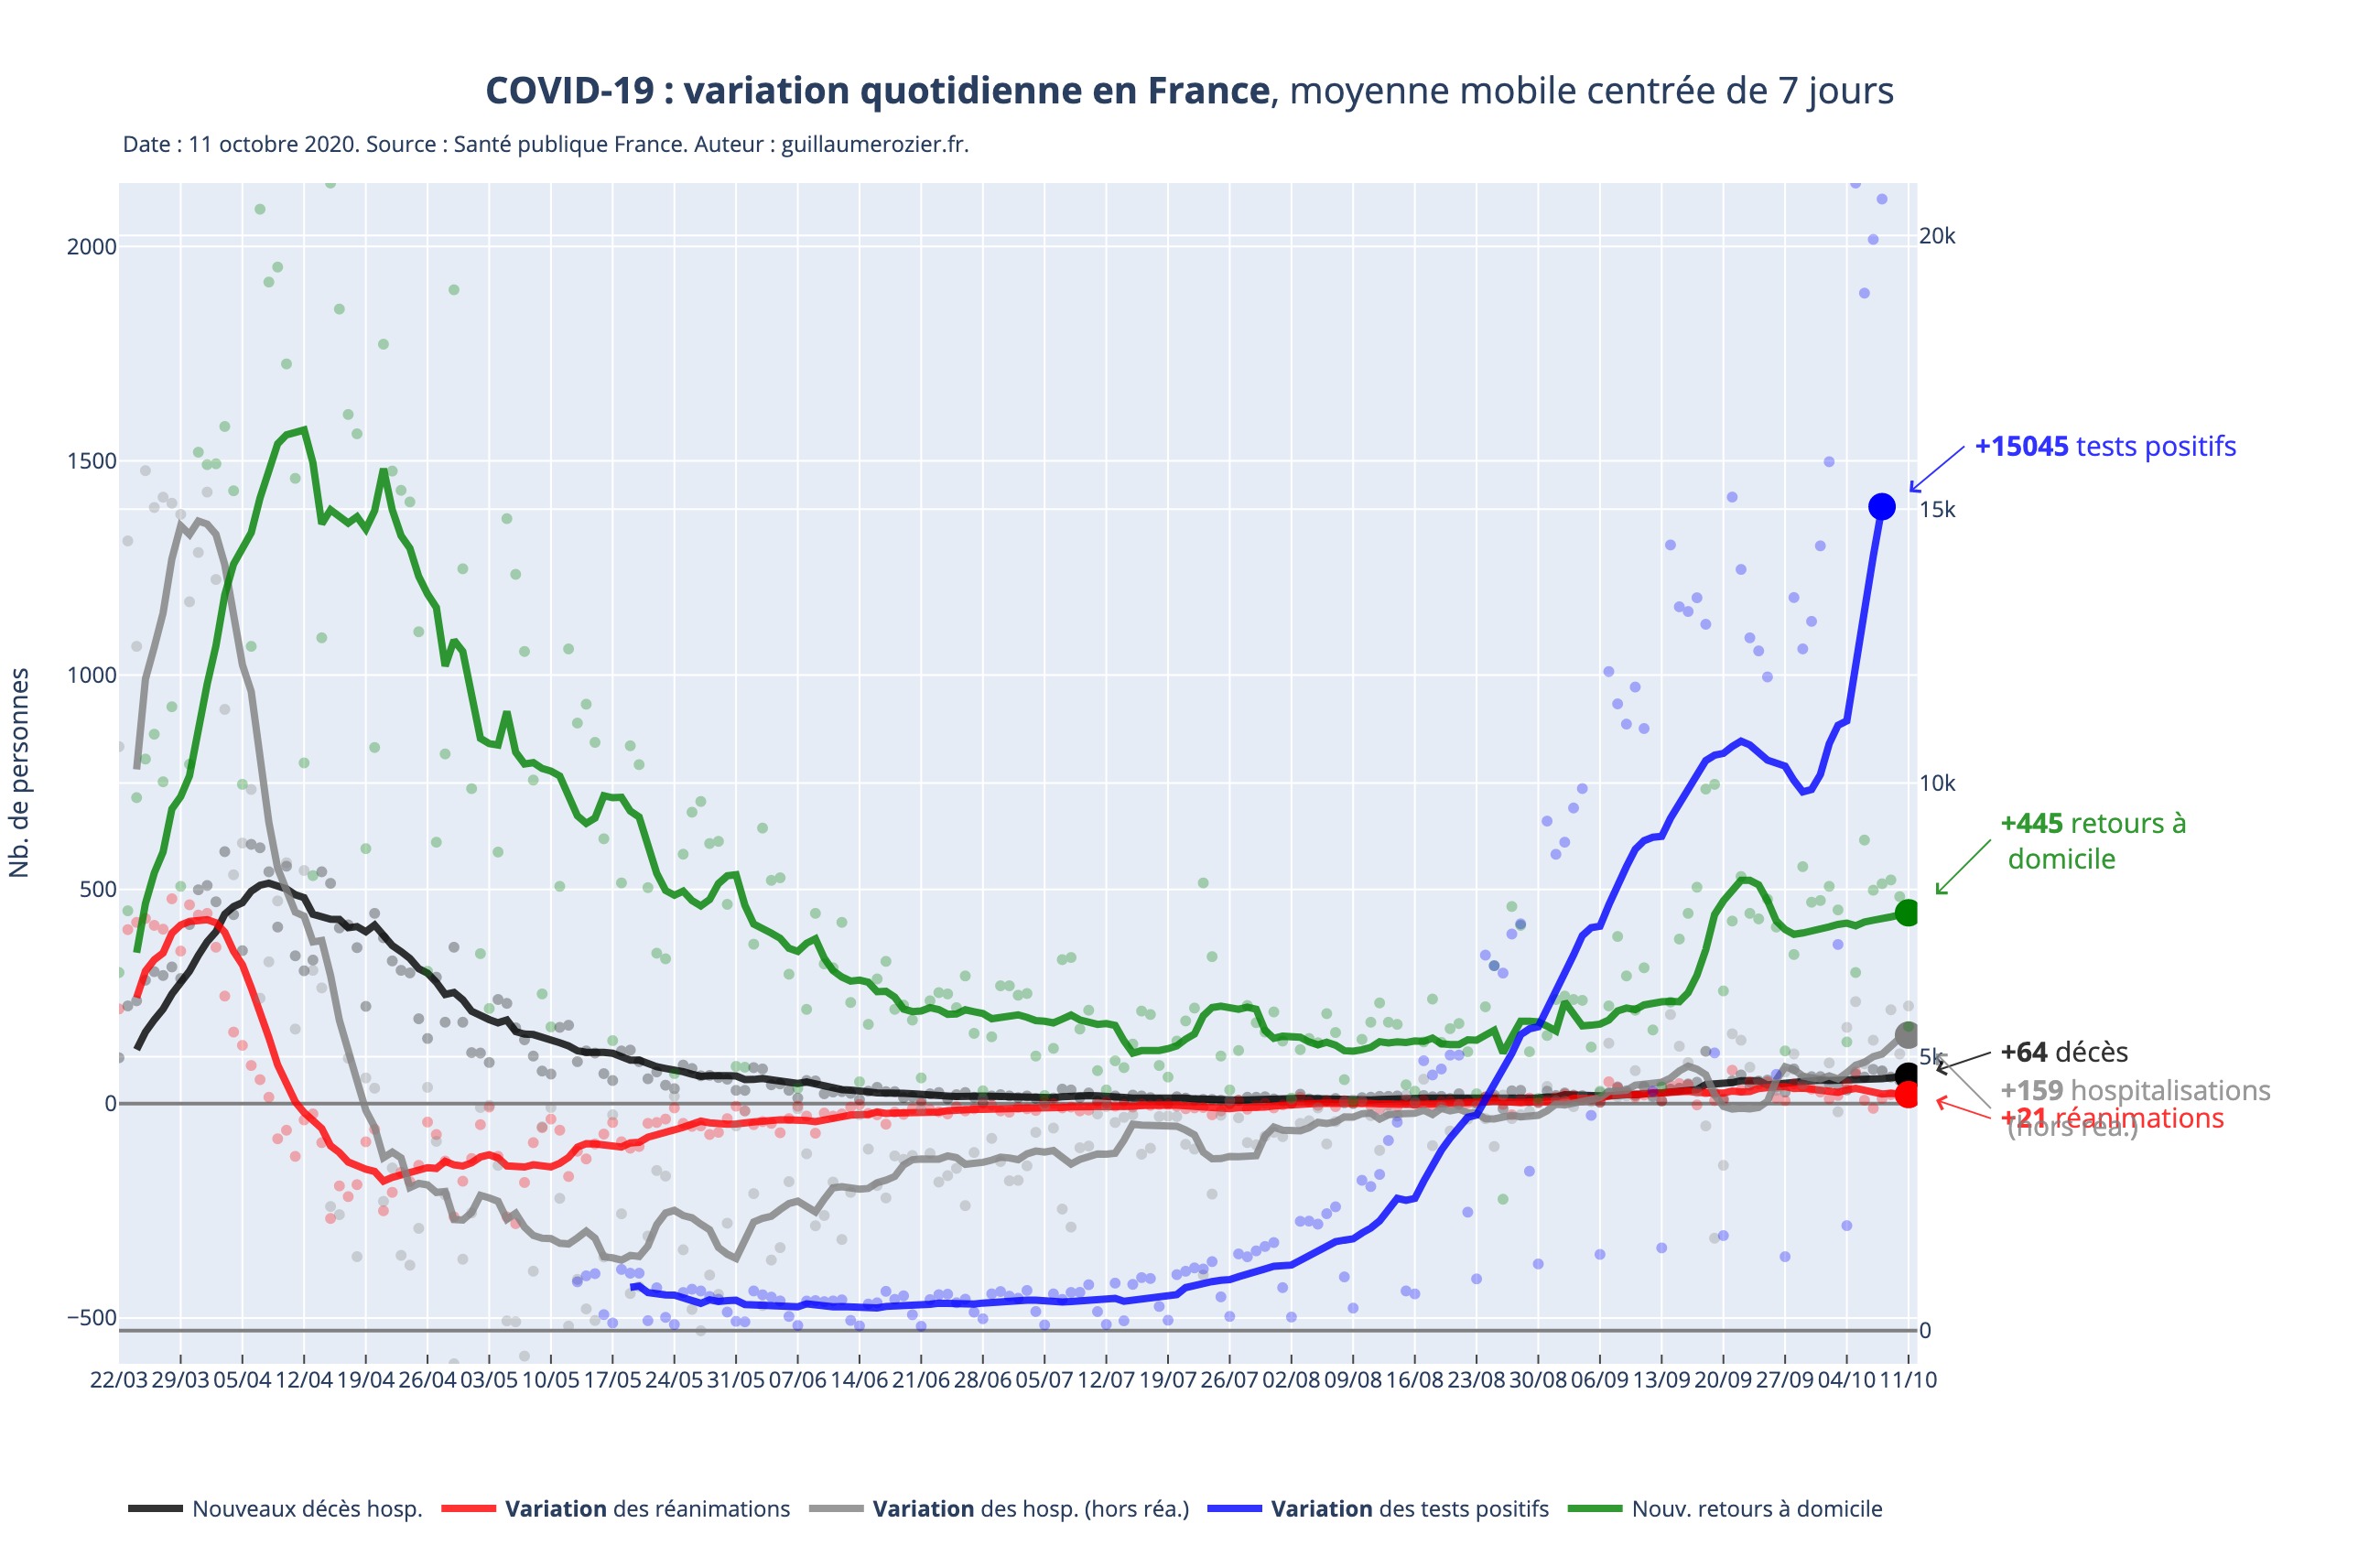 COVID-19 : variation quotidienne en France, moyenne mobile centrée de 7 jours
Date : 11 octobre 2020. Source : Santé publique France. Auteur : guillaumerozier.fr.
Nb. de personnes
2000
1500
1000
500
0
−500
20k
15k
10k
5k
0
+15045 tests positifs
+445 retours à
domicile
+64 décès
+159 hospitalisations
(hors réa.)
+21 réanimations
22/03 29/03 05/04 12/04 19/04 26/04 03/05 10/05 17/05 24/05 31/05 07/06 14/06 21/06 28/06 05/07 12/07 19/07 26/07 02/08 09/08 16/08 23/08 30/08 06/09 13/09 20/09 27/09 04/10 11/10
Nouveaux décès hosp. Variation des réanimations Variation des hosp. (hors réa.) Variation des tests positifs Nouv. retours à domicile